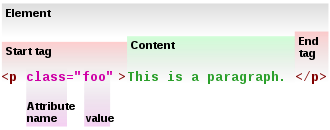 Element
Start tag
Content
End
tag
<p class="foo" >This is a paragraph. </p>
Attribute
name
value